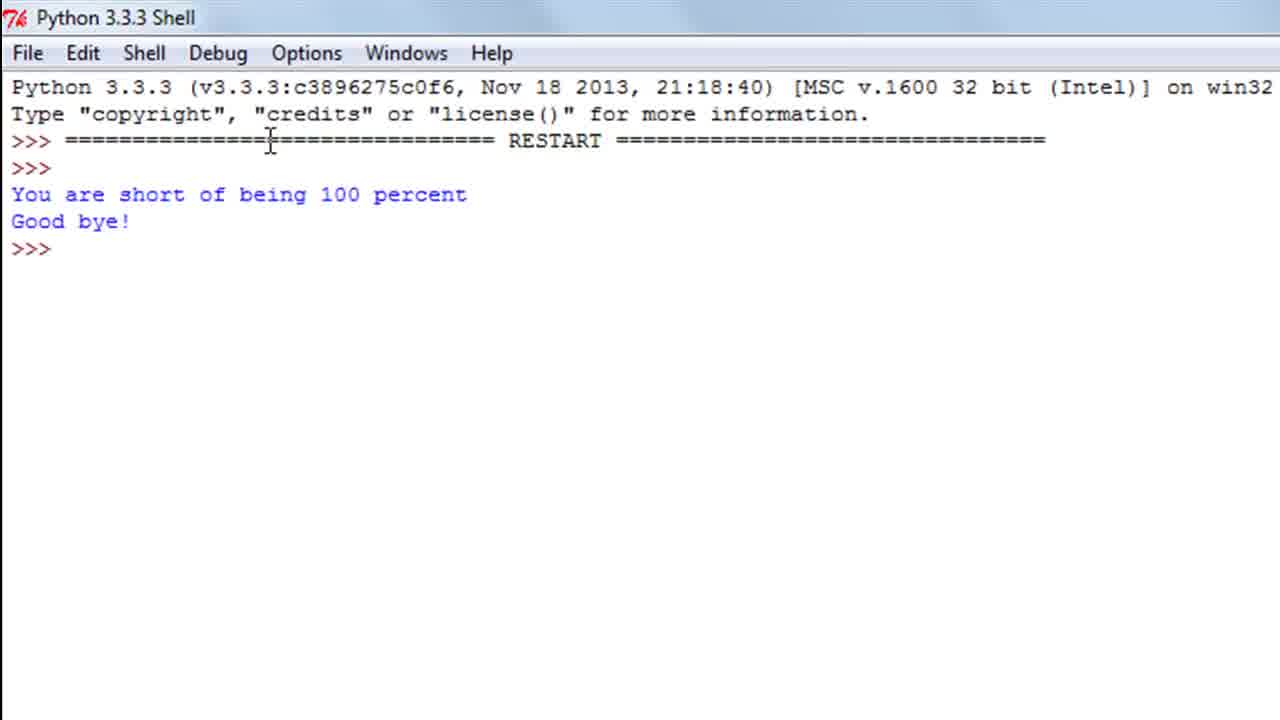 Python 3.3.3 Shell
File Edit Shell Debug Options Windows Help
Python 3.3.3 (v3.3.3:c3896275c0f6, Nov 18 2013, 21:18:40) [MSC v.1600 32 bit (Intel)] on win32
Type "copyright", "credits" or "license()" for more information.
>>> ================================ RESTART ================================
>>>
You are short of being 100 percent
Good bye!
>>>